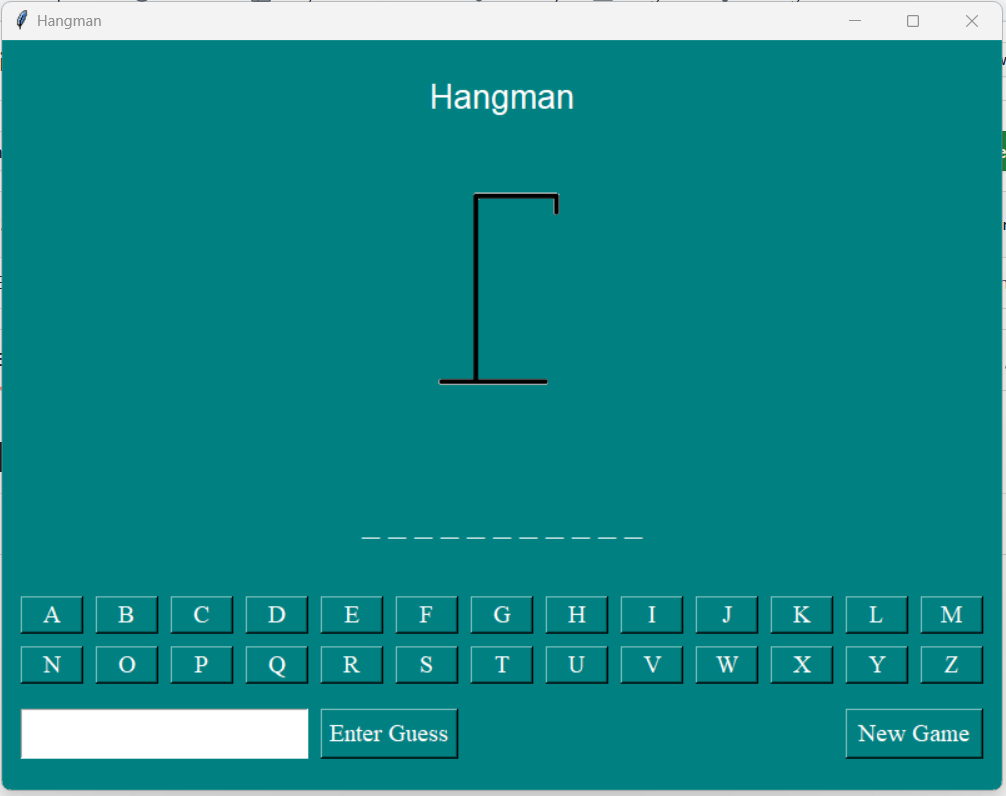 Hangman
Hangman
_ _ _ _ _ _ _ _ _ _ _
A B C D E F G H I J K L M
N O P Q R S T U V W X Y Z
Enter Guess New Game